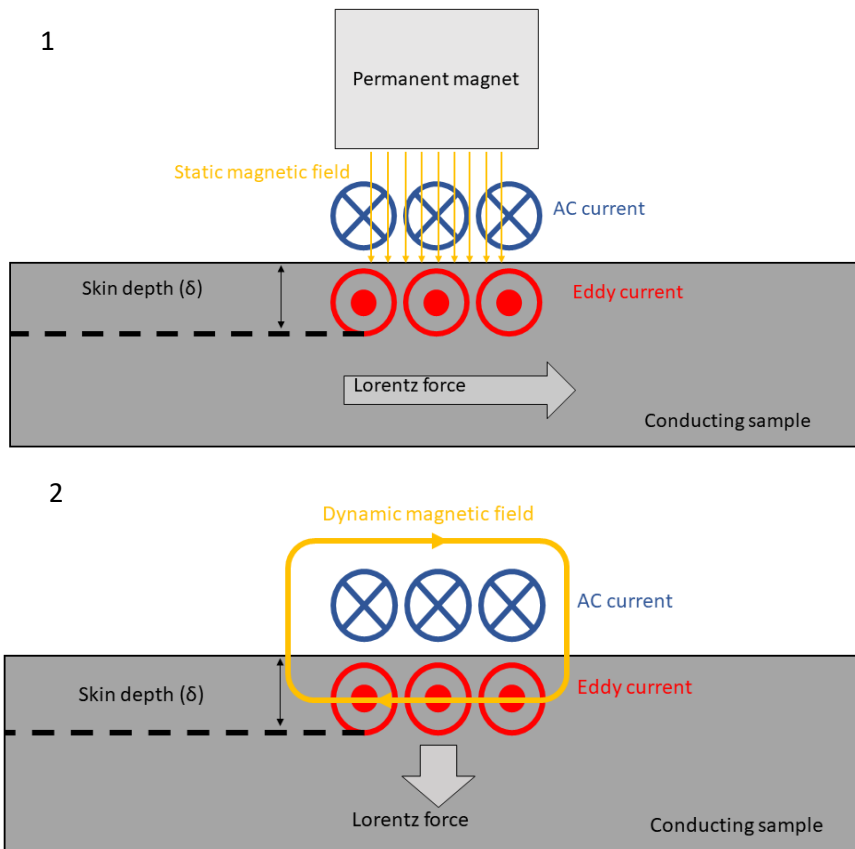 1
Permanent magnet
Static magnetic field
AC current
Skin depth (δ)
Eddy current
Lorentz force
Conducting sample
2
Dynamic magnetic field
AC current
Skin depth (δ)
Eddy current
Lorentz force
Conducting sample